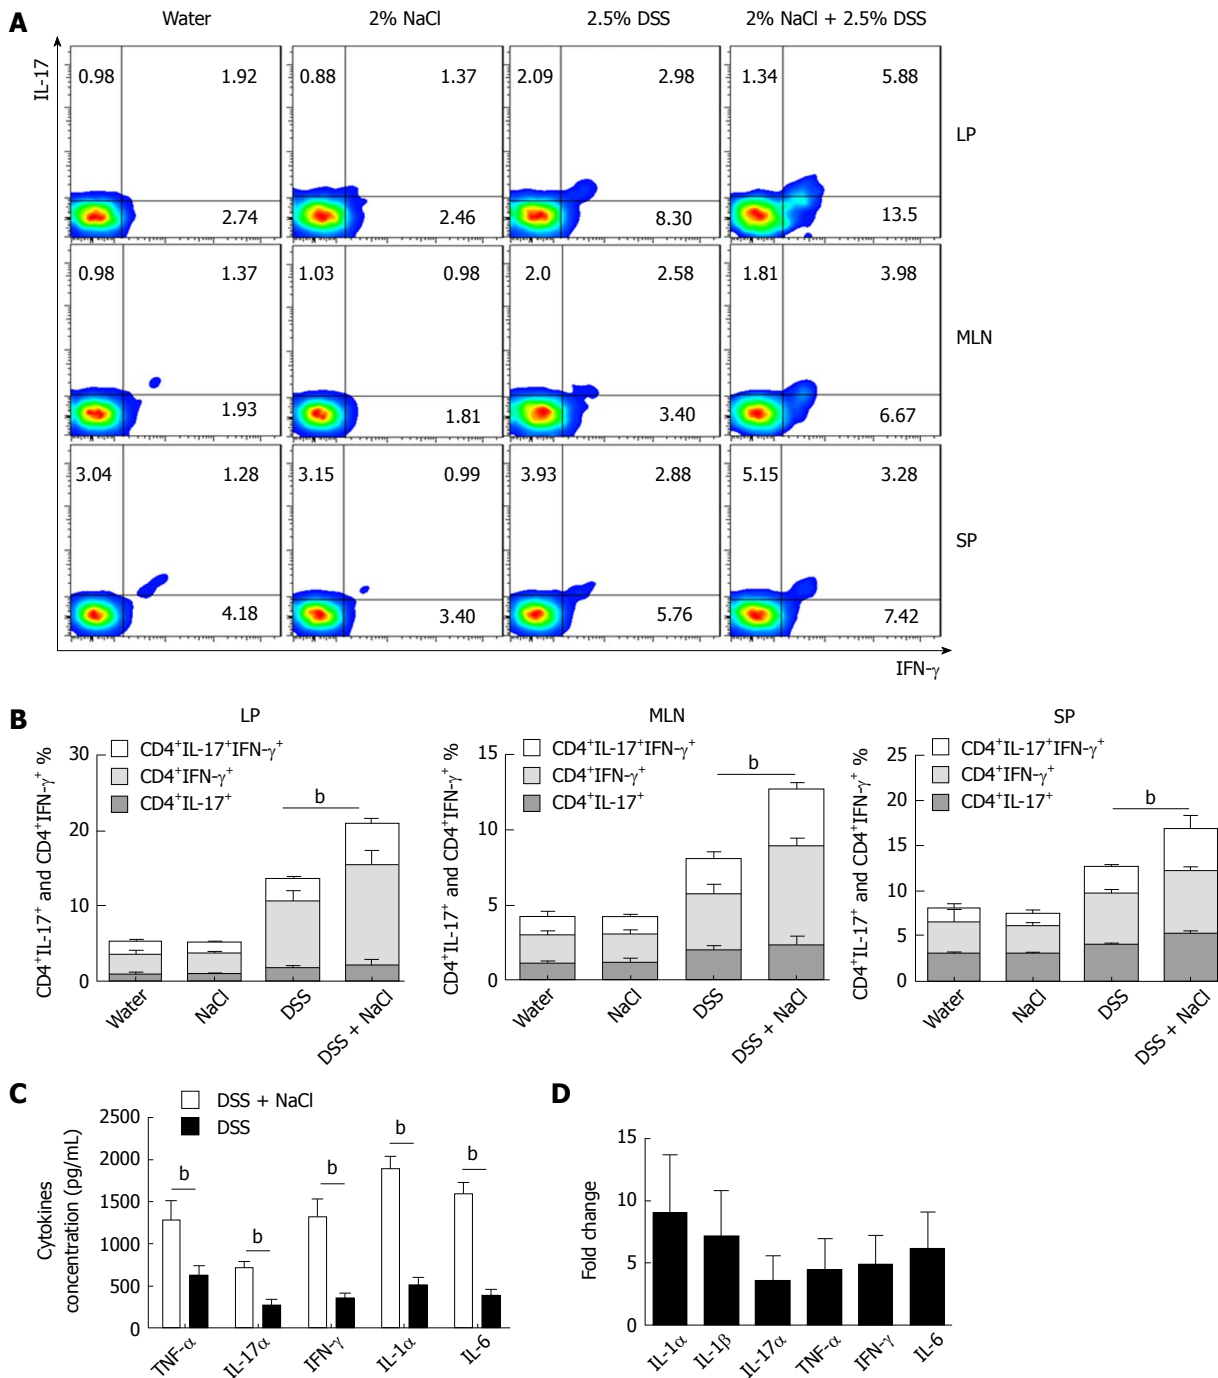 A
Water 2% NaCl 2.5% DSS 2% NaCl + 2.5% DSS
IL-17
0.98 1.92 0.88 1.37 2.09 2.98 1.34 5.88
LP
2.74 2.46 8.30 13.5
0.98 1.37 1.03 0.98 2.0 2.58 1.81 3.98
MLN
1.93 1.81 3.40 6.67
3.04 1.28 3.15 0.99 3.93 2.88 5.15 3.28
SP
4.18 3.40 5.76 7.42
IFN-γ
B
LP
CD4⁺IL-17⁺ and CD4⁺IFN-γ⁺ %
30
20
10
0
CD4⁺IL-17⁺IFN-γ⁺
CD4⁺IFN-γ⁺
CD4⁺IL-17⁺
b
Water NaCl DSS DSS + NaCl
MLN
CD4⁺IL-17⁺ and CD4⁺IFN-γ⁺ %
15
10
5
0
CD4⁺IL-17⁺IFN-γ⁺
CD4⁺IFN-γ⁺
CD4⁺IL-17⁺
b
Water NaCl DSS DSS + NaCl
SP
CD4⁺IL-17⁺ and CD4⁺IFN-γ⁺ %
25
20
15
10
5
0
CD4⁺IL-17⁺IFN-γ⁺
CD4⁺IFN-γ⁺
CD4⁺IL-17⁺
b
Water NaCl DSS DSS + NaCl
C
DSS + NaCl
DSS
Cytokines
concentration (pg/mL)
2500
2000
1500
1000
500
0
b b b b b
TNF-α IL-17α IFN-γ IL-1α IL-6
D
Fold change
15
10
5
0
IL-1α IL-1β IL-17α TNF-α IFN-γ IL-6